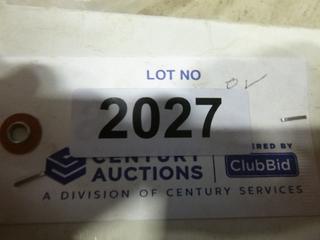 LOT NO
2027
CENTURY
AUCTIONS
IRED BY
ClubBid
A DIVISION OF CENTURY SERVICES